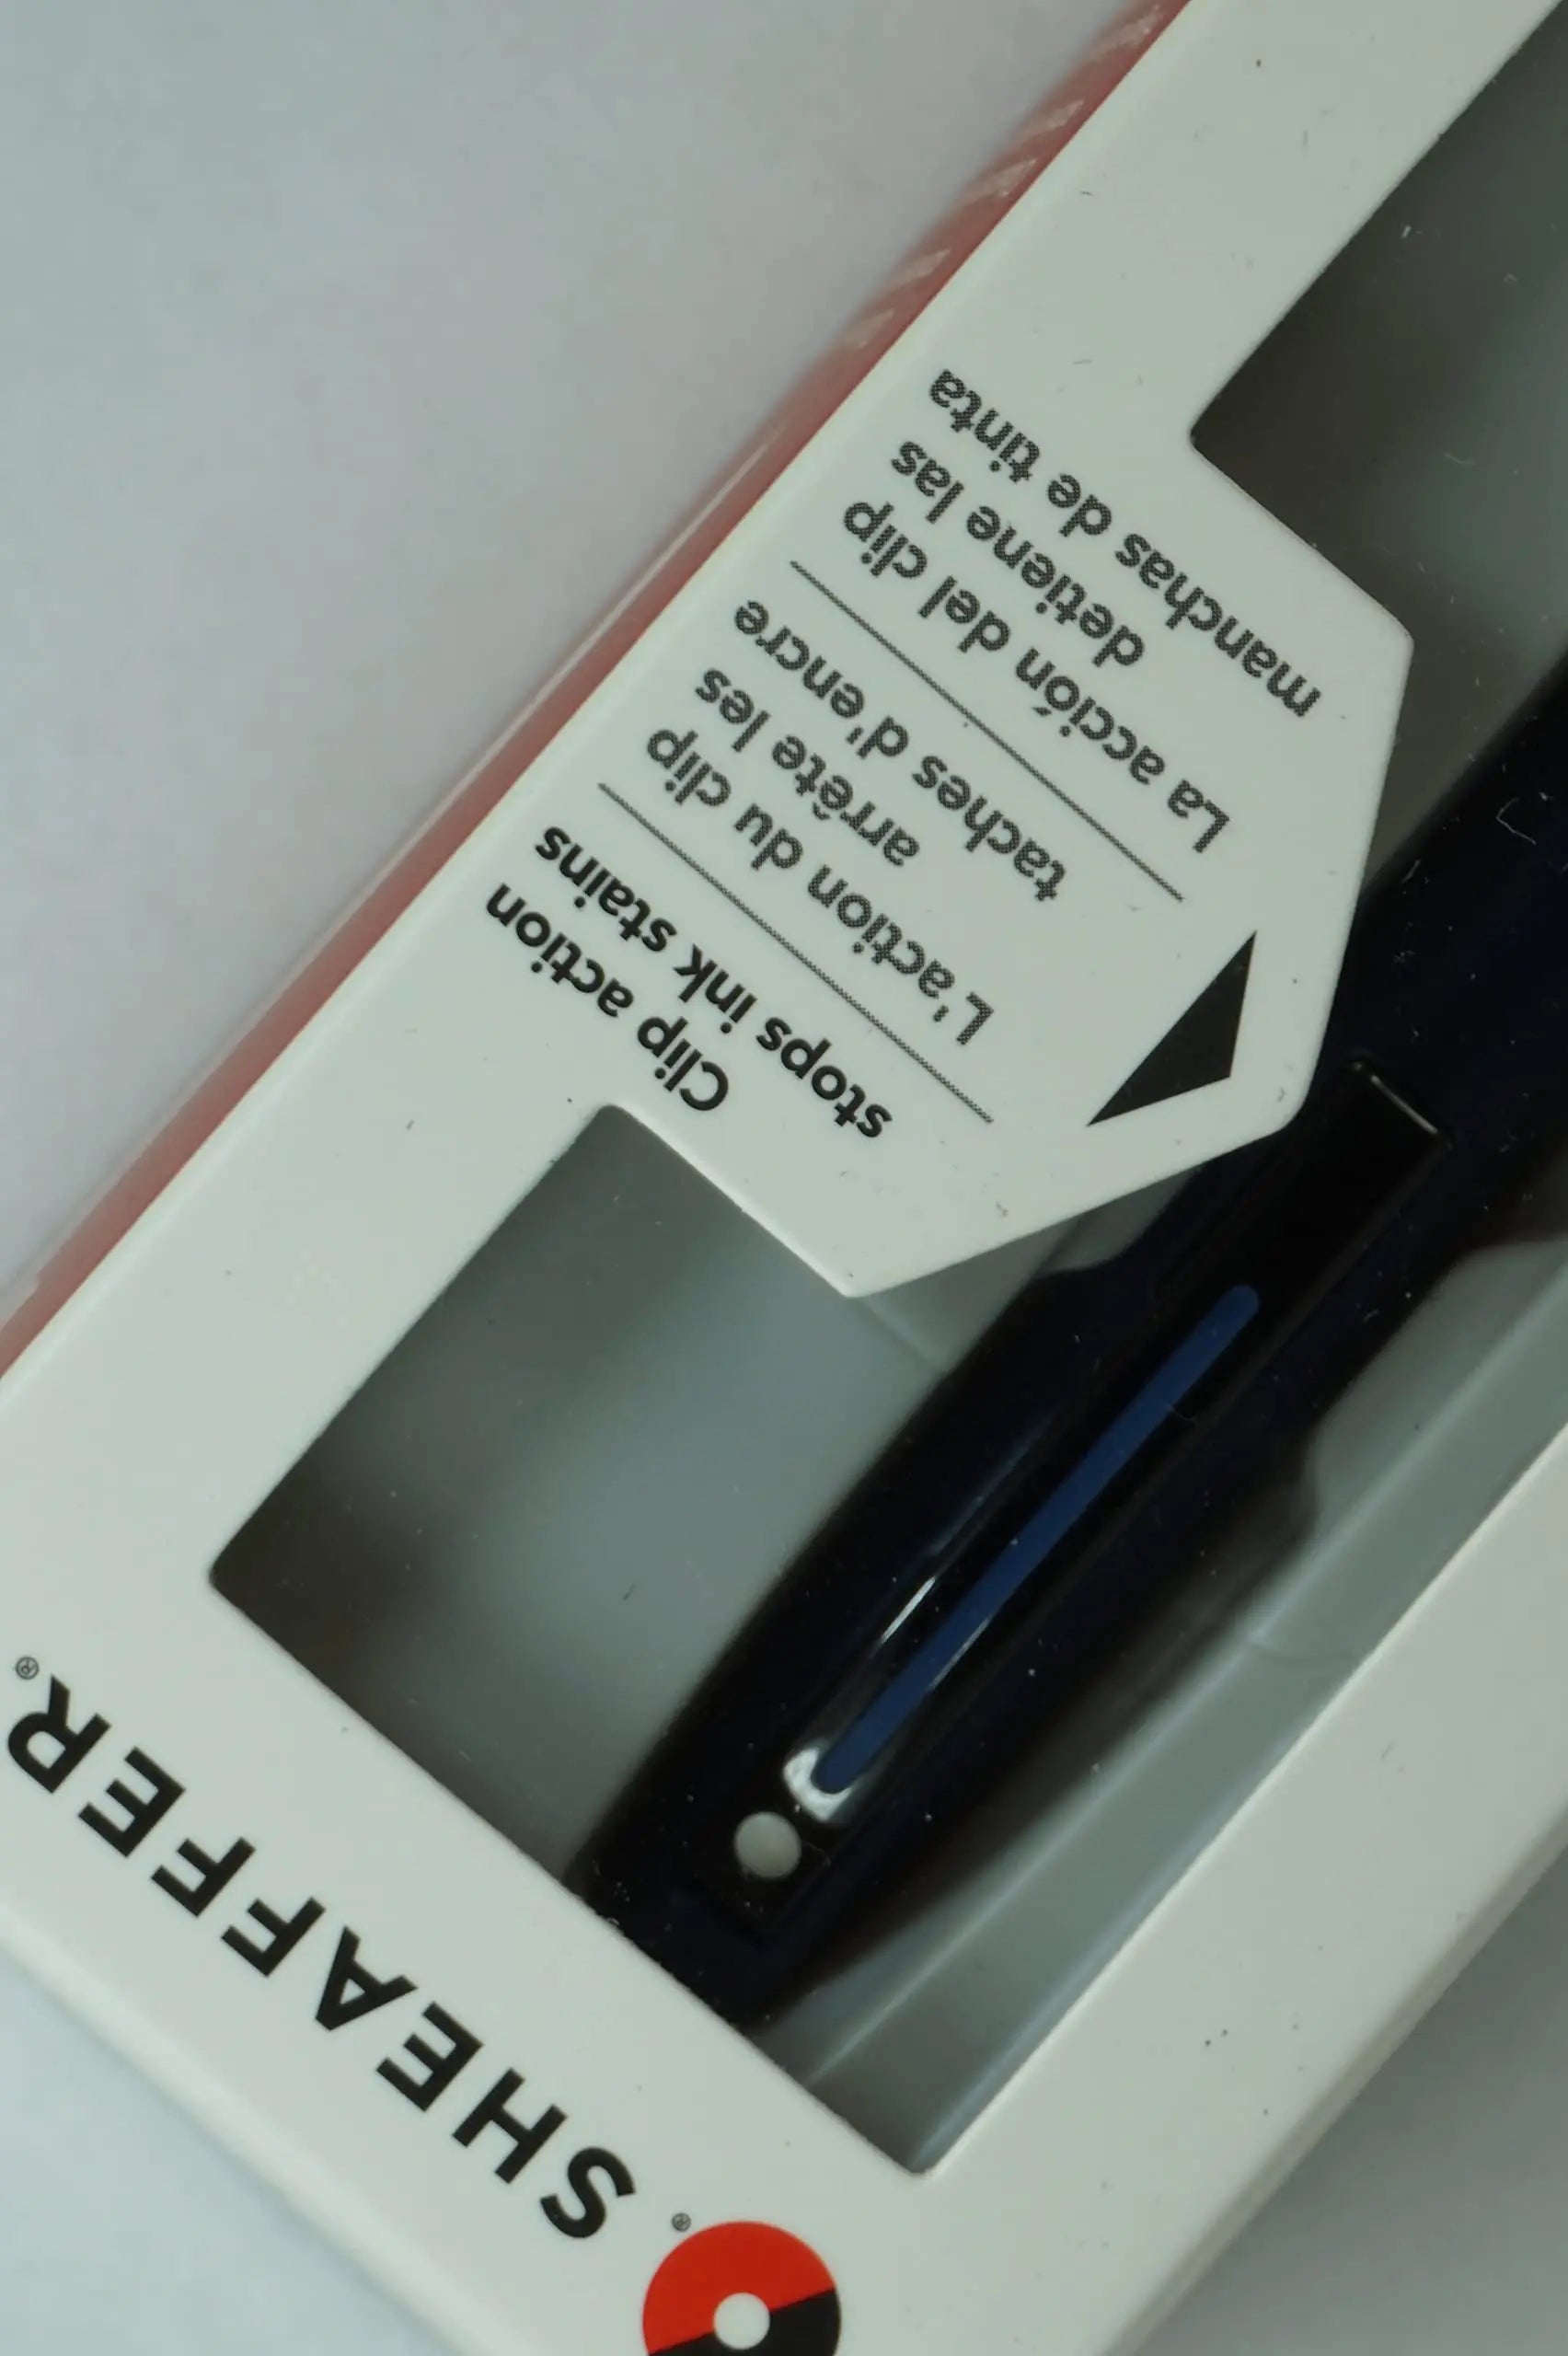 SHEAFFER®
Clip action
stops ink stains
L'action du clip
arrête les
taches d'encre
La acción del clip
detiene las
manchas de tinta